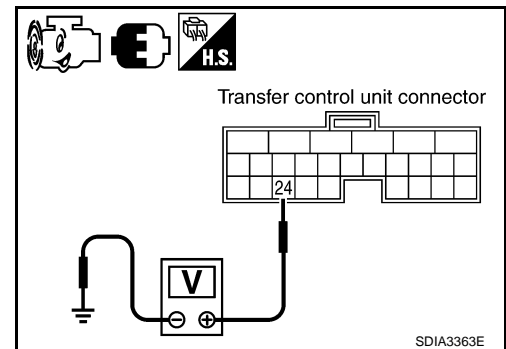 H.S.
Transfer control unit connector
24
V
SDIA3363E